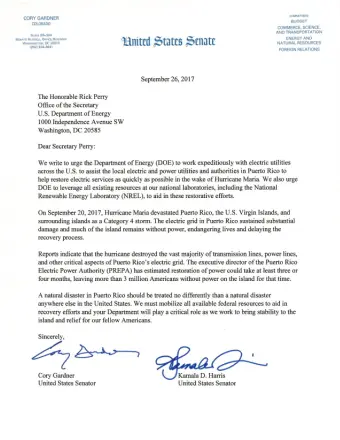 CORY GARDNER
COLORADO
WASHINGTON, DC 20510
United States Senate
COMMITTEES:
BUDGET
COMMERCE, SCIENCE,
AND TRANSPORTATION
ENERGY AND
NATURAL RESOURCES
FOREIGN RELATIONS
September 26, 2017
The Honorable Rick Perry
Office of the Secretary
U.S. Department of Energy
1000 Independence Avenue SW
Washington, DC 20585
Dear Secretary Perry:
We write to urge the Department of Energy (DOE) to work expeditiously with electric utilities
across the U.S. to assist the local electric and power utilities and authorities in Puerto Rico to
help restore electric services as quickly as possible in the wake of Hurricane Maria. We also urge
DOE to leverage all existing resources at our national laboratories, including the National
Renewable Energy Laboratory (NREL), to aid in these restorative efforts.
On September 20, 2017, Hurricane Maria devastated Puerto Rico, the U.S. Virgin Islands, and
surrounding islands as a Category 4 storm. The electric grid in Puerto Rico sustained substantial
damage and much of the island remains without power, endangering lives and delaying the
recovery process.
Reports indicate that the hurricane destroyed the vast majority of transmission lines, power lines,
and other critical aspects of Puerto Rico's electric grid. The executive director of the Puerto Rico
Electric Power Authority (PREPA) has estimated restoration of power could take at least three or
four months, leaving more than 3 million Americans without power on the island for that time.
A natural disaster in Puerto Rico should be treated no differently than a natural disaster
anywhere else in the United States. We must mobilize all available federal resources to aid in
recovery efforts and your Department will play a critical role as we work to bring stability to the
island and relief for our fellow Americans.
Sincerely,
Cory Gardner
United States Senator
Kamala D. Harris
United States Senator